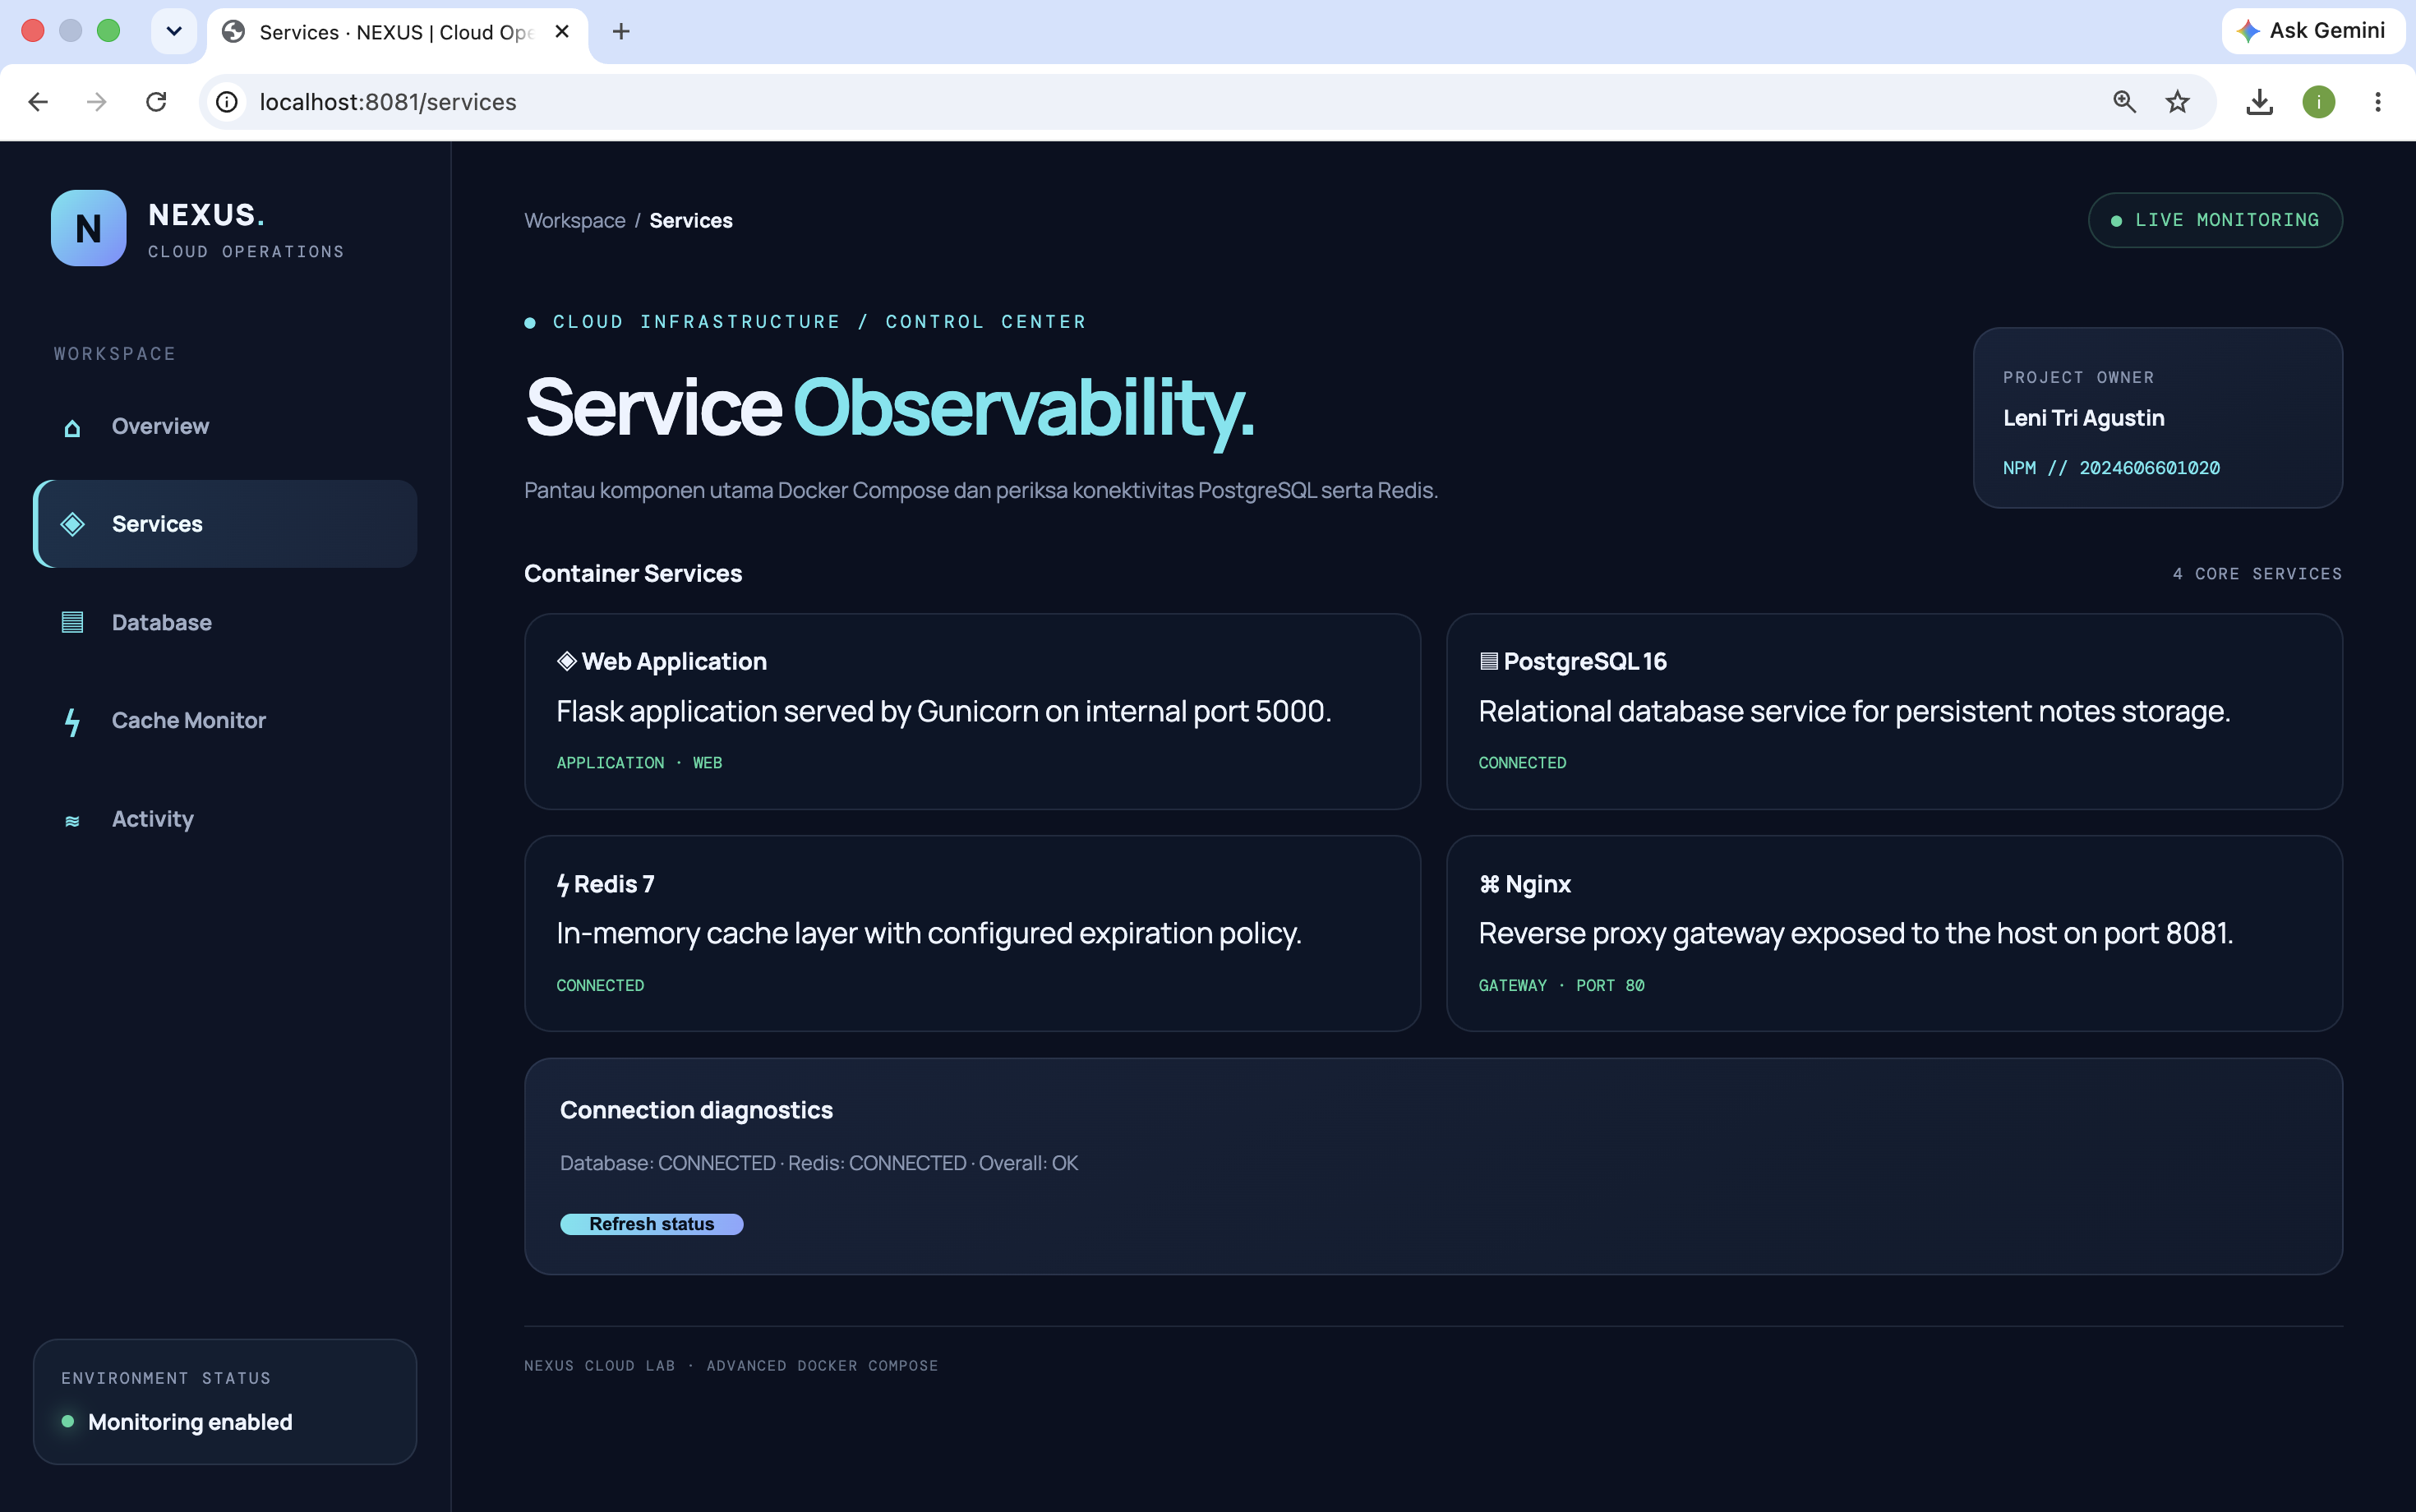 Services · NEXUS | Cloud Ope
Ask Gemini
localhost:8081/services
i
N
NEXUS.
CLOUD OPERATIONS
WORKSPACE
Overview
Services
Database
Cache Monitor
Activity
ENVIRONMENT STATUS
Monitoring enabled
Workspace / Services
LIVE MONITORING
CLOUD INFRASTRUCTURE / CONTROL CENTER
Service Observability.
Pantau komponen utama Docker Compose dan periksa konektivitas PostgreSQL serta Redis.
PROJECT OWNER
Leni Tri Agustin
NPM // 2024606601020
Container Services
4 CORE SERVICES
Web Application
Flask application served by Gunicorn on internal port 5000.
APPLICATION · WEB
PostgreSQL 16
Relational database service for persistent notes storage.
CONNECTED
Redis 7
In-memory cache layer with configured expiration policy.
CONNECTED
⌘ Nginx
Reverse proxy gateway exposed to the host on port 8081.
GATEWAY · PORT 80
Connection diagnostics
Database: CONNECTED · Redis: CONNECTED · Overall: OK
Refresh status
NEXUS CLOUD LAB · ADVANCED DOCKER COMPOSE